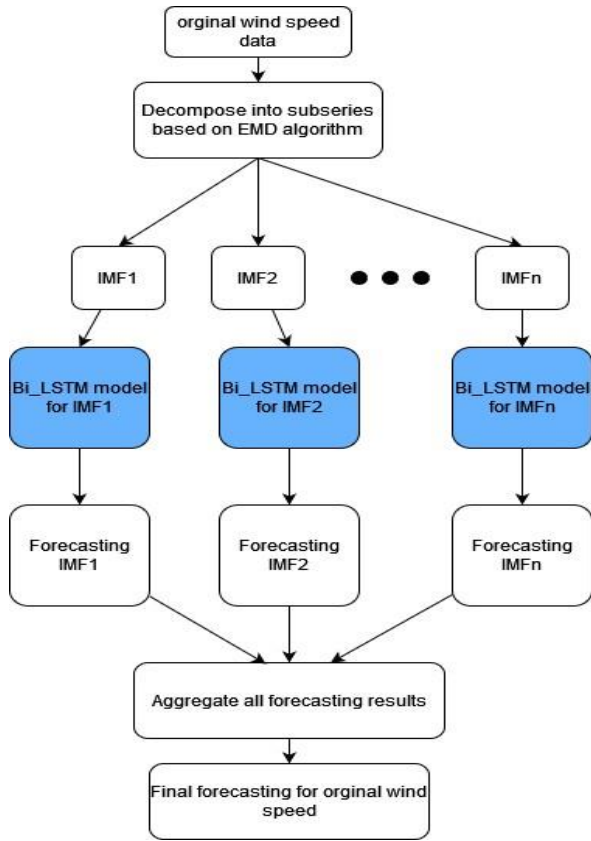 orginal wind speed
data
Decompose into subseries
based on EMD algorithm
IMF1
IMF2
IMFn
Bi_LSTM model
for IMF1
Bi_LSTM model
for IMF2
Bi_LSTM model
for IMFn
Forecasting
IMF1
Forecasting
IMF2
Forecasting
IMFn
Aggregate all forecasting results
Final forecasting for orginal wind
speed